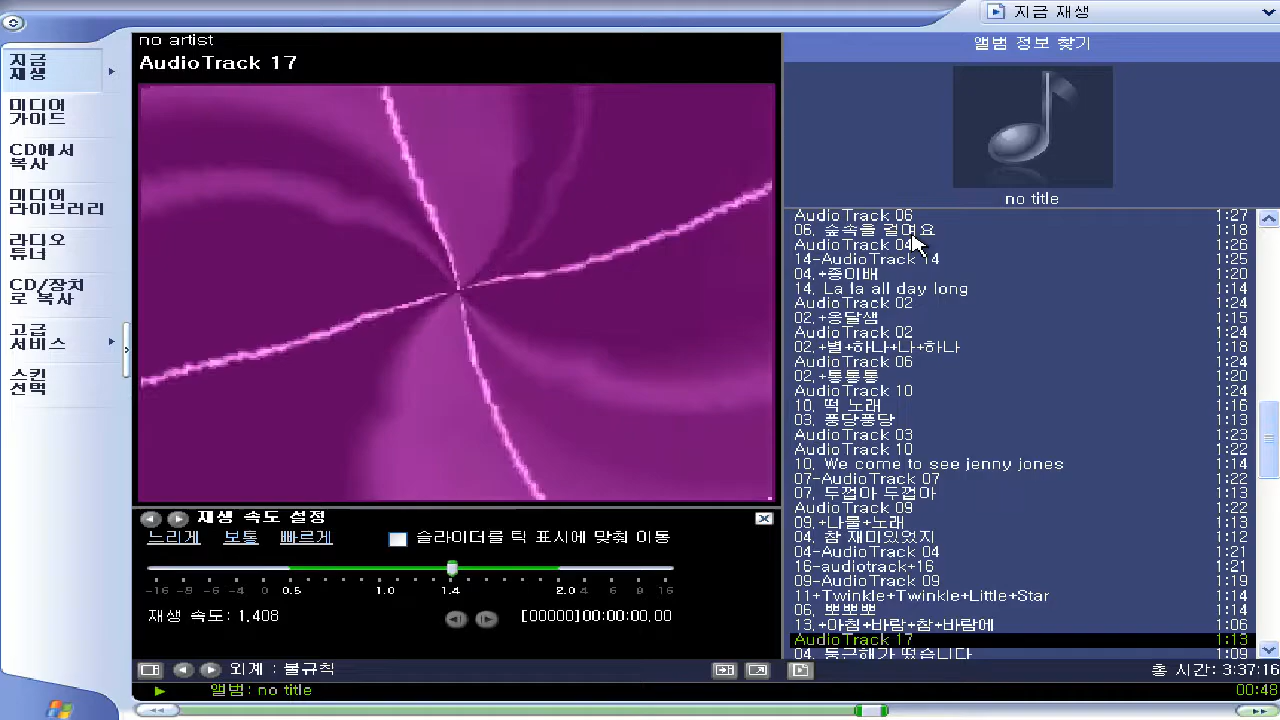 지금 재생
no artist
앨범 정보 찾기
AudioTrack 17
지금
재생
미디어
가이드
CD에서
복사
미디어
라이브러리
라디오
튜너
CD/장치
로 복사
고급
서비스
스킨
선택
no title
AudioTrack 06 1:27
06. 숲속을 걸어요 1:18
AudioTrack 04 1:26
14-AudioTrack 14 1:25
04.+종이배 1:20
14. La la all day long 1:14
AudioTrack 02 1:24
02.+옹달샘 1:15
AudioTrack 02 1:24
02.+별+하나+나+하나 1:18
AudioTrack 06 1:24
02.+통통통 1:20
AudioTrack 10 1:24
10. 떡 노래 1:16
03. 퐁당퐁당 1:13
AudioTrack 03 1:23
AudioTrack 10 1:22
10. We come to see jenny jones 1:14
07-AudioTrack 07 1:22
07. 두껍아 두껍아 1:13
AudioTrack 09 1:22
09.+나물+노래 1:13
04. 참 재미있었지 1:12
04-AudioTrack 04 1:21
16-audiotrack+16 1:21
09-AudioTrack 09 1:19
11+Twinkle+Twinkle+Little+Star 1:14
06. 뽀뽀뽀 1:14
13.+아침+바람+찬+바람에 1:06
AudioTrack 17 1:13
04. 둥근해가 떴습니다 1:09
재생 속도 설정
느리게 보통 빠르게 슬라이더를 틱 표시에 맞춰 이동
-16 -8 -6 -4 0 0.5 1.0 1.4 2.0 4 6 8 16
재생 속도: 1.408 [00000]00:00:00.00
외계 : 불규칙 총 시간: 3:37:16
앨범: no title 00:48